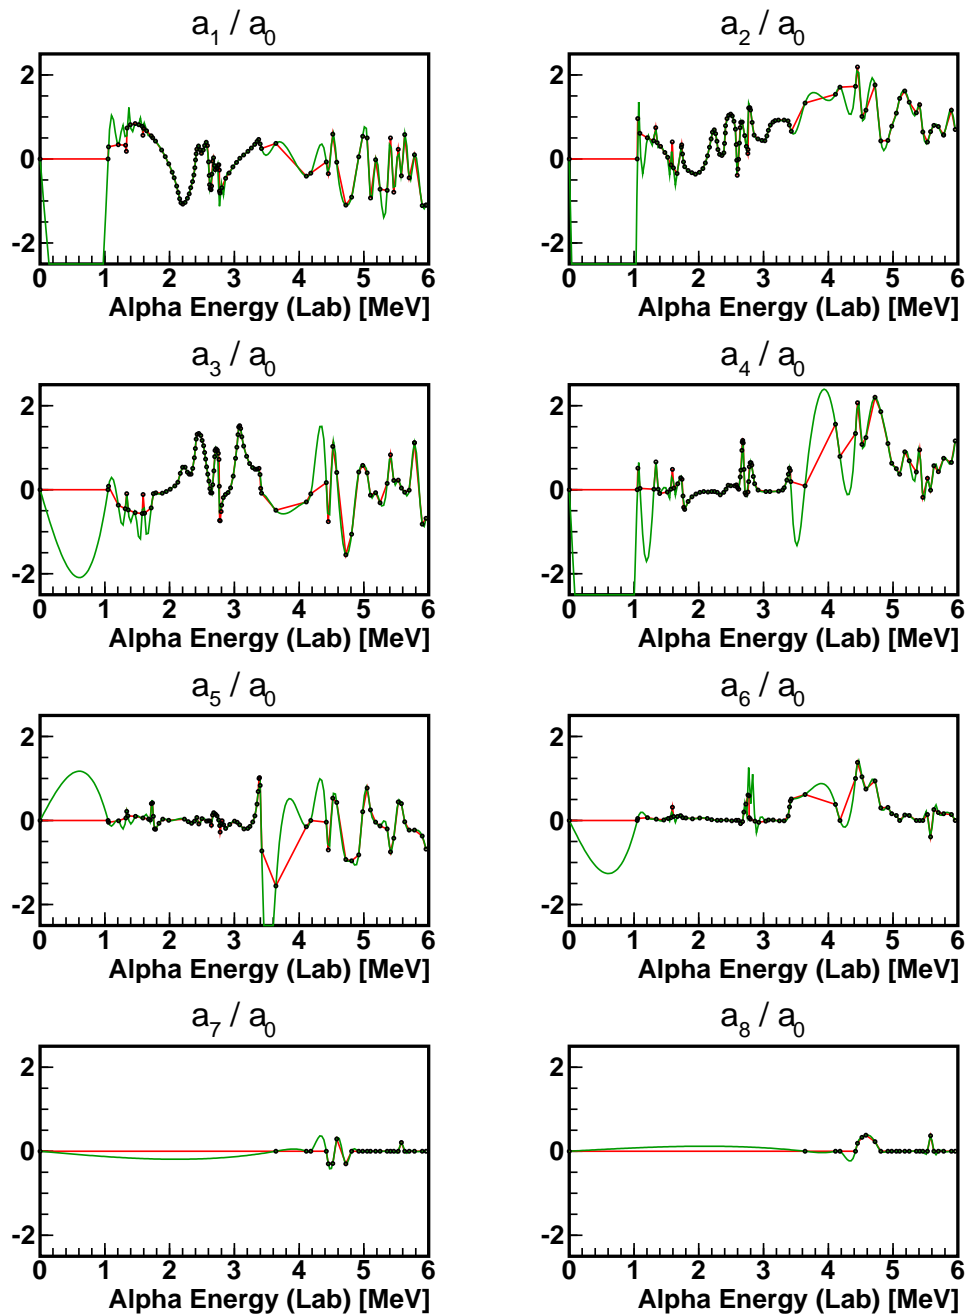 a1 / a0
a2 / a0
2
0
-2
0 1 2 3 4 5 6
Alpha Energy (Lab) [MeV]
2
0
-2
0 1 2 3 4 5 6
Alpha Energy (Lab) [MeV]
a3 / a0
a4 / a0
2
0
-2
0 1 2 3 4 5 6
Alpha Energy (Lab) [MeV]
2
0
-2
0 1 2 3 4 5 6
Alpha Energy (Lab) [MeV]
a5 / a0
a6 / a0
2
0
-2
0 1 2 3 4 5 6
Alpha Energy (Lab) [MeV]
2
0
-2
0 1 2 3 4 5 6
Alpha Energy (Lab) [MeV]
a7 / a0
a8 / a0
2
0
-2
0 1 2 3 4 5 6
Alpha Energy (Lab) [MeV]
2
0
-2
0 1 2 3 4 5 6
Alpha Energy (Lab) [MeV]